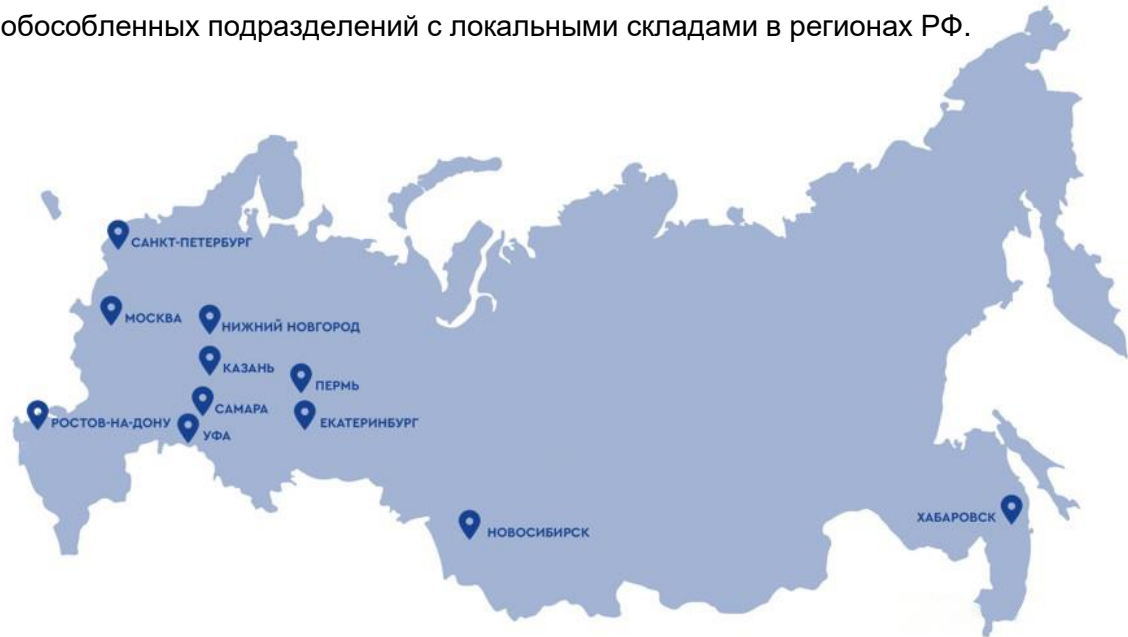 обособленных подразделений с локальными складами в регионах РФ.
САНКТ-ПЕТЕРБУРГ
МОСКВА
НИЖНИЙ НОВГОРОД
КАЗАНЬ
ПЕРМЬ
САМАРА
РОСТОВ-НА-ДОНУ
УФА
ЕКАТЕРИНБУРГ
НОВОСИБИРСК
ХАБАРОВСК